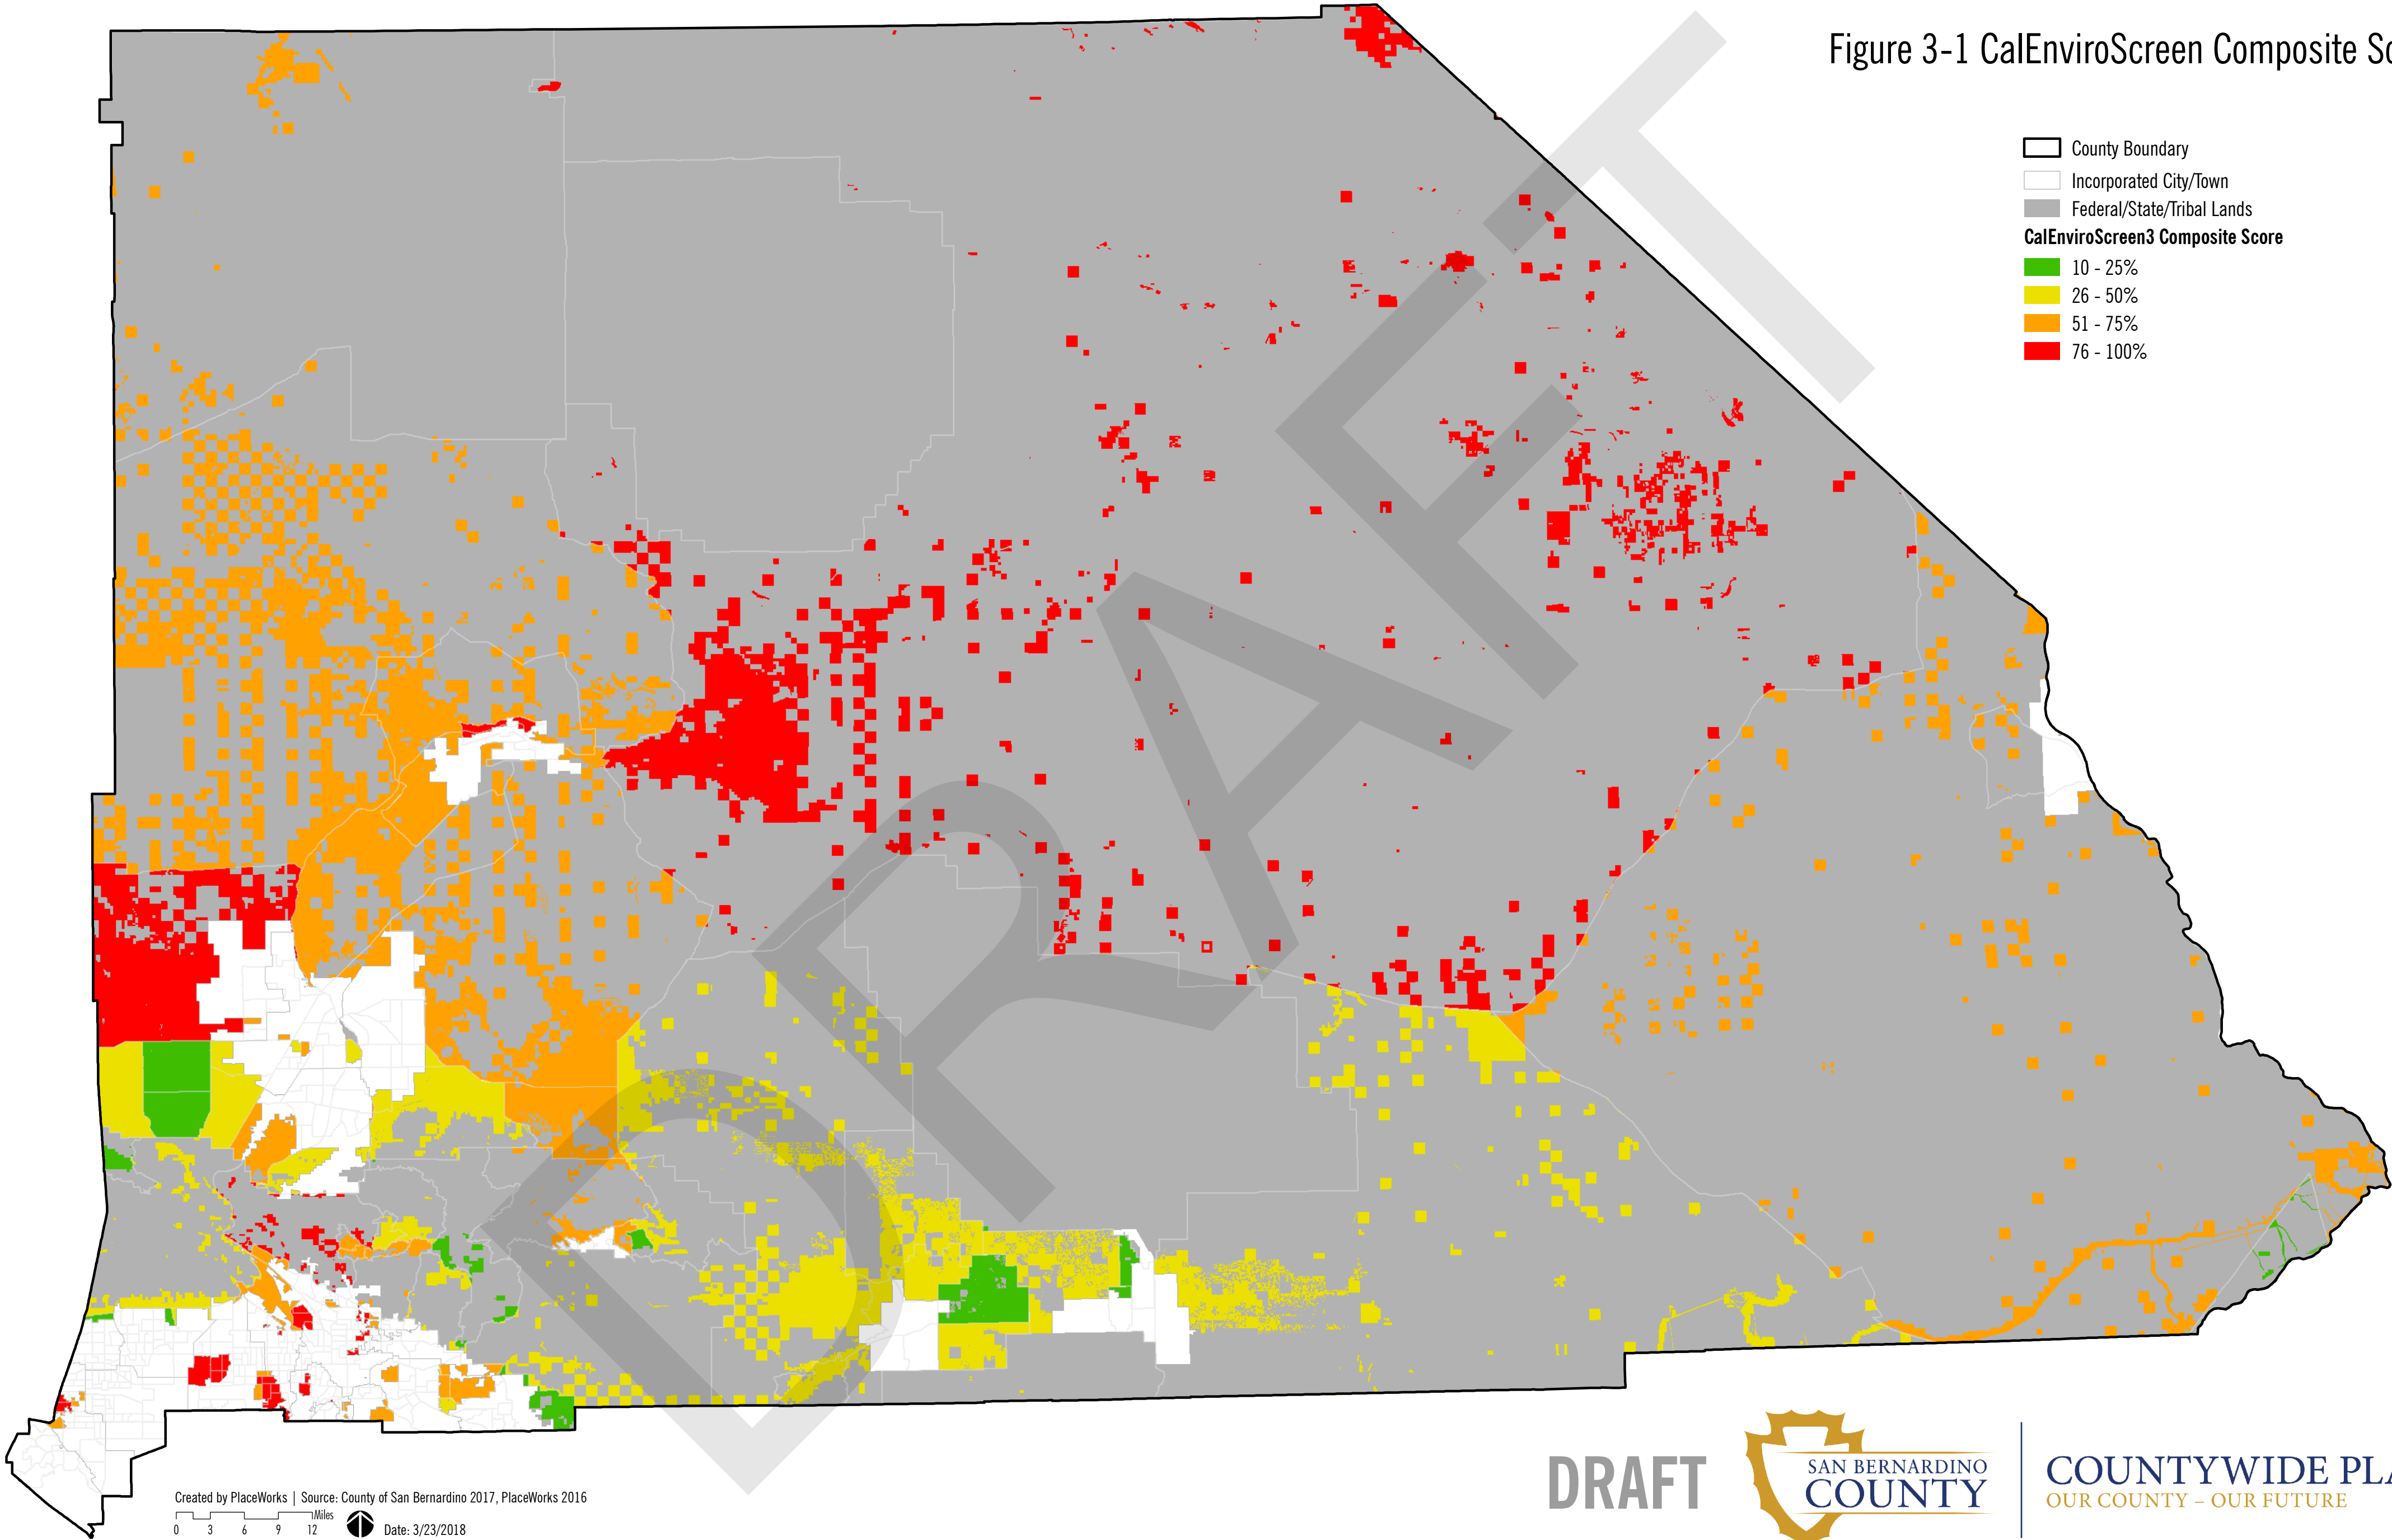 Figure 3-1 CalEnviroScreen Composite Sc
County Boundary
Incorporated City/Town
Federal/State/Tribal Lands
CalEnviroScreen3 Composite Score
10 - 25%
26 - 50%
51 - 75%
76 - 100%
DRAFT
Created by PlaceWorks | Source: County of San Bernardino 2017, PlaceWorks 2016
Miles
0 3 6 9 12
Date: 3/23/2018
DRAFT
SAN BERNARDINO
COUNTY
COUNTYWIDE PLA
OUR COUNTY – OUR FUTURE